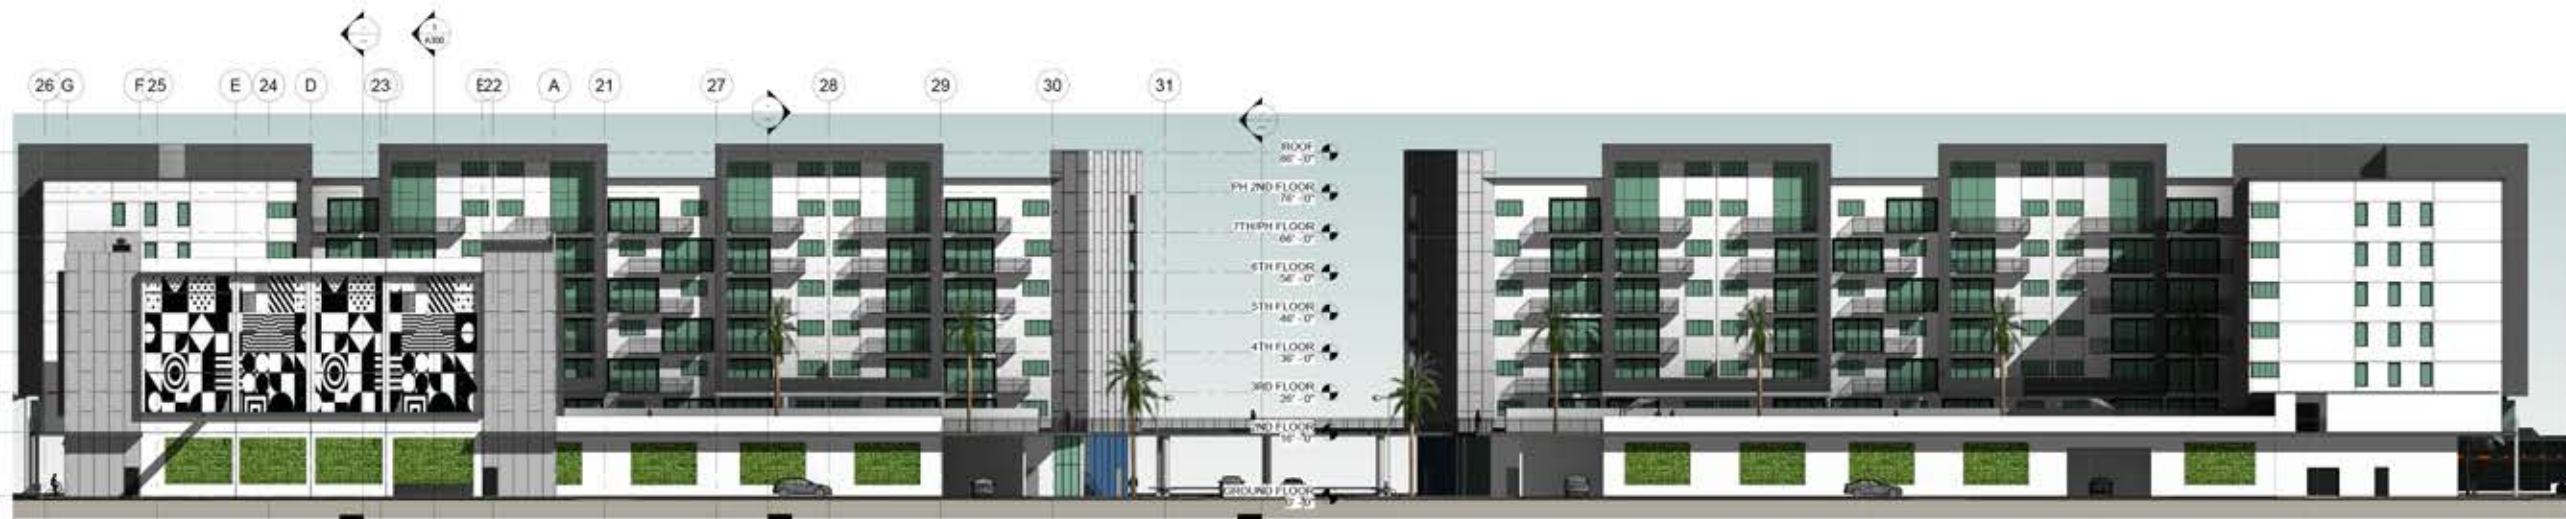 A300
26 G F 25 E 24 D 23 E22 A 21 27 28 29 30 31
ROOF
86' - 0"
PH 2ND FLOOR
76' - 0"
7TH/PH FLOOR
66' - 0"
6TH FLOOR
56' - 0"
5TH FLOOR
46' - 0"
4TH FLOOR
36' - 0"
3RD FLOOR
26' - 0"
2ND FLOOR
16' - 0"
GROUND FLOOR